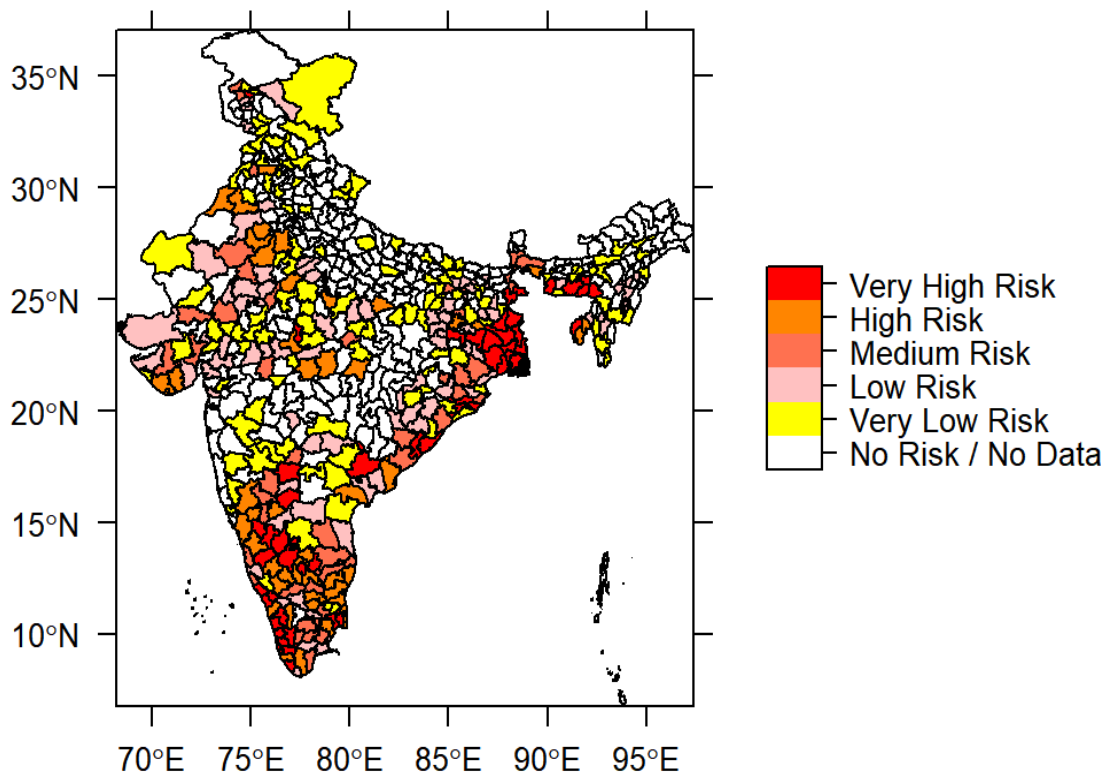 35°N
30°N
25°N
20°N
15°N
10°N
70°E 75°E 80°E 85°E 90°E 95°E
Very High Risk
High Risk
Medium Risk
Low Risk
Very Low Risk
No Risk / No Data